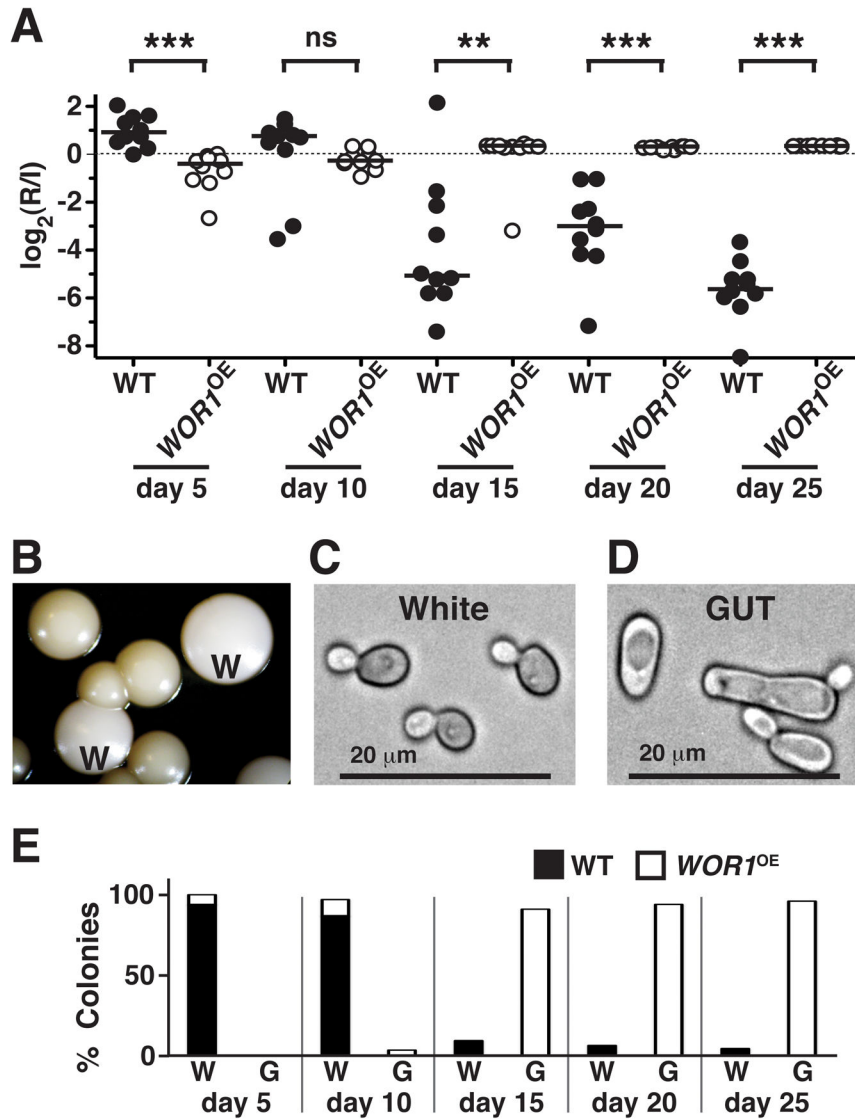 A
*** ns ** *** ***
2
0
-2
-4
-6
-8
log2(R/I)
WT WOR1OE WT WOR1OE WT WOR1OE WT WOR1OE WT WOR1OE
day 5 day 10 day 15 day 20 day 25
B C D
W
W
White
20 μm
GUT
20 μm
E
WT WOR1OE
100
50
0
% Colonies
W G W G W G W G W G
day 5 day 10 day 15 day 20 day 25